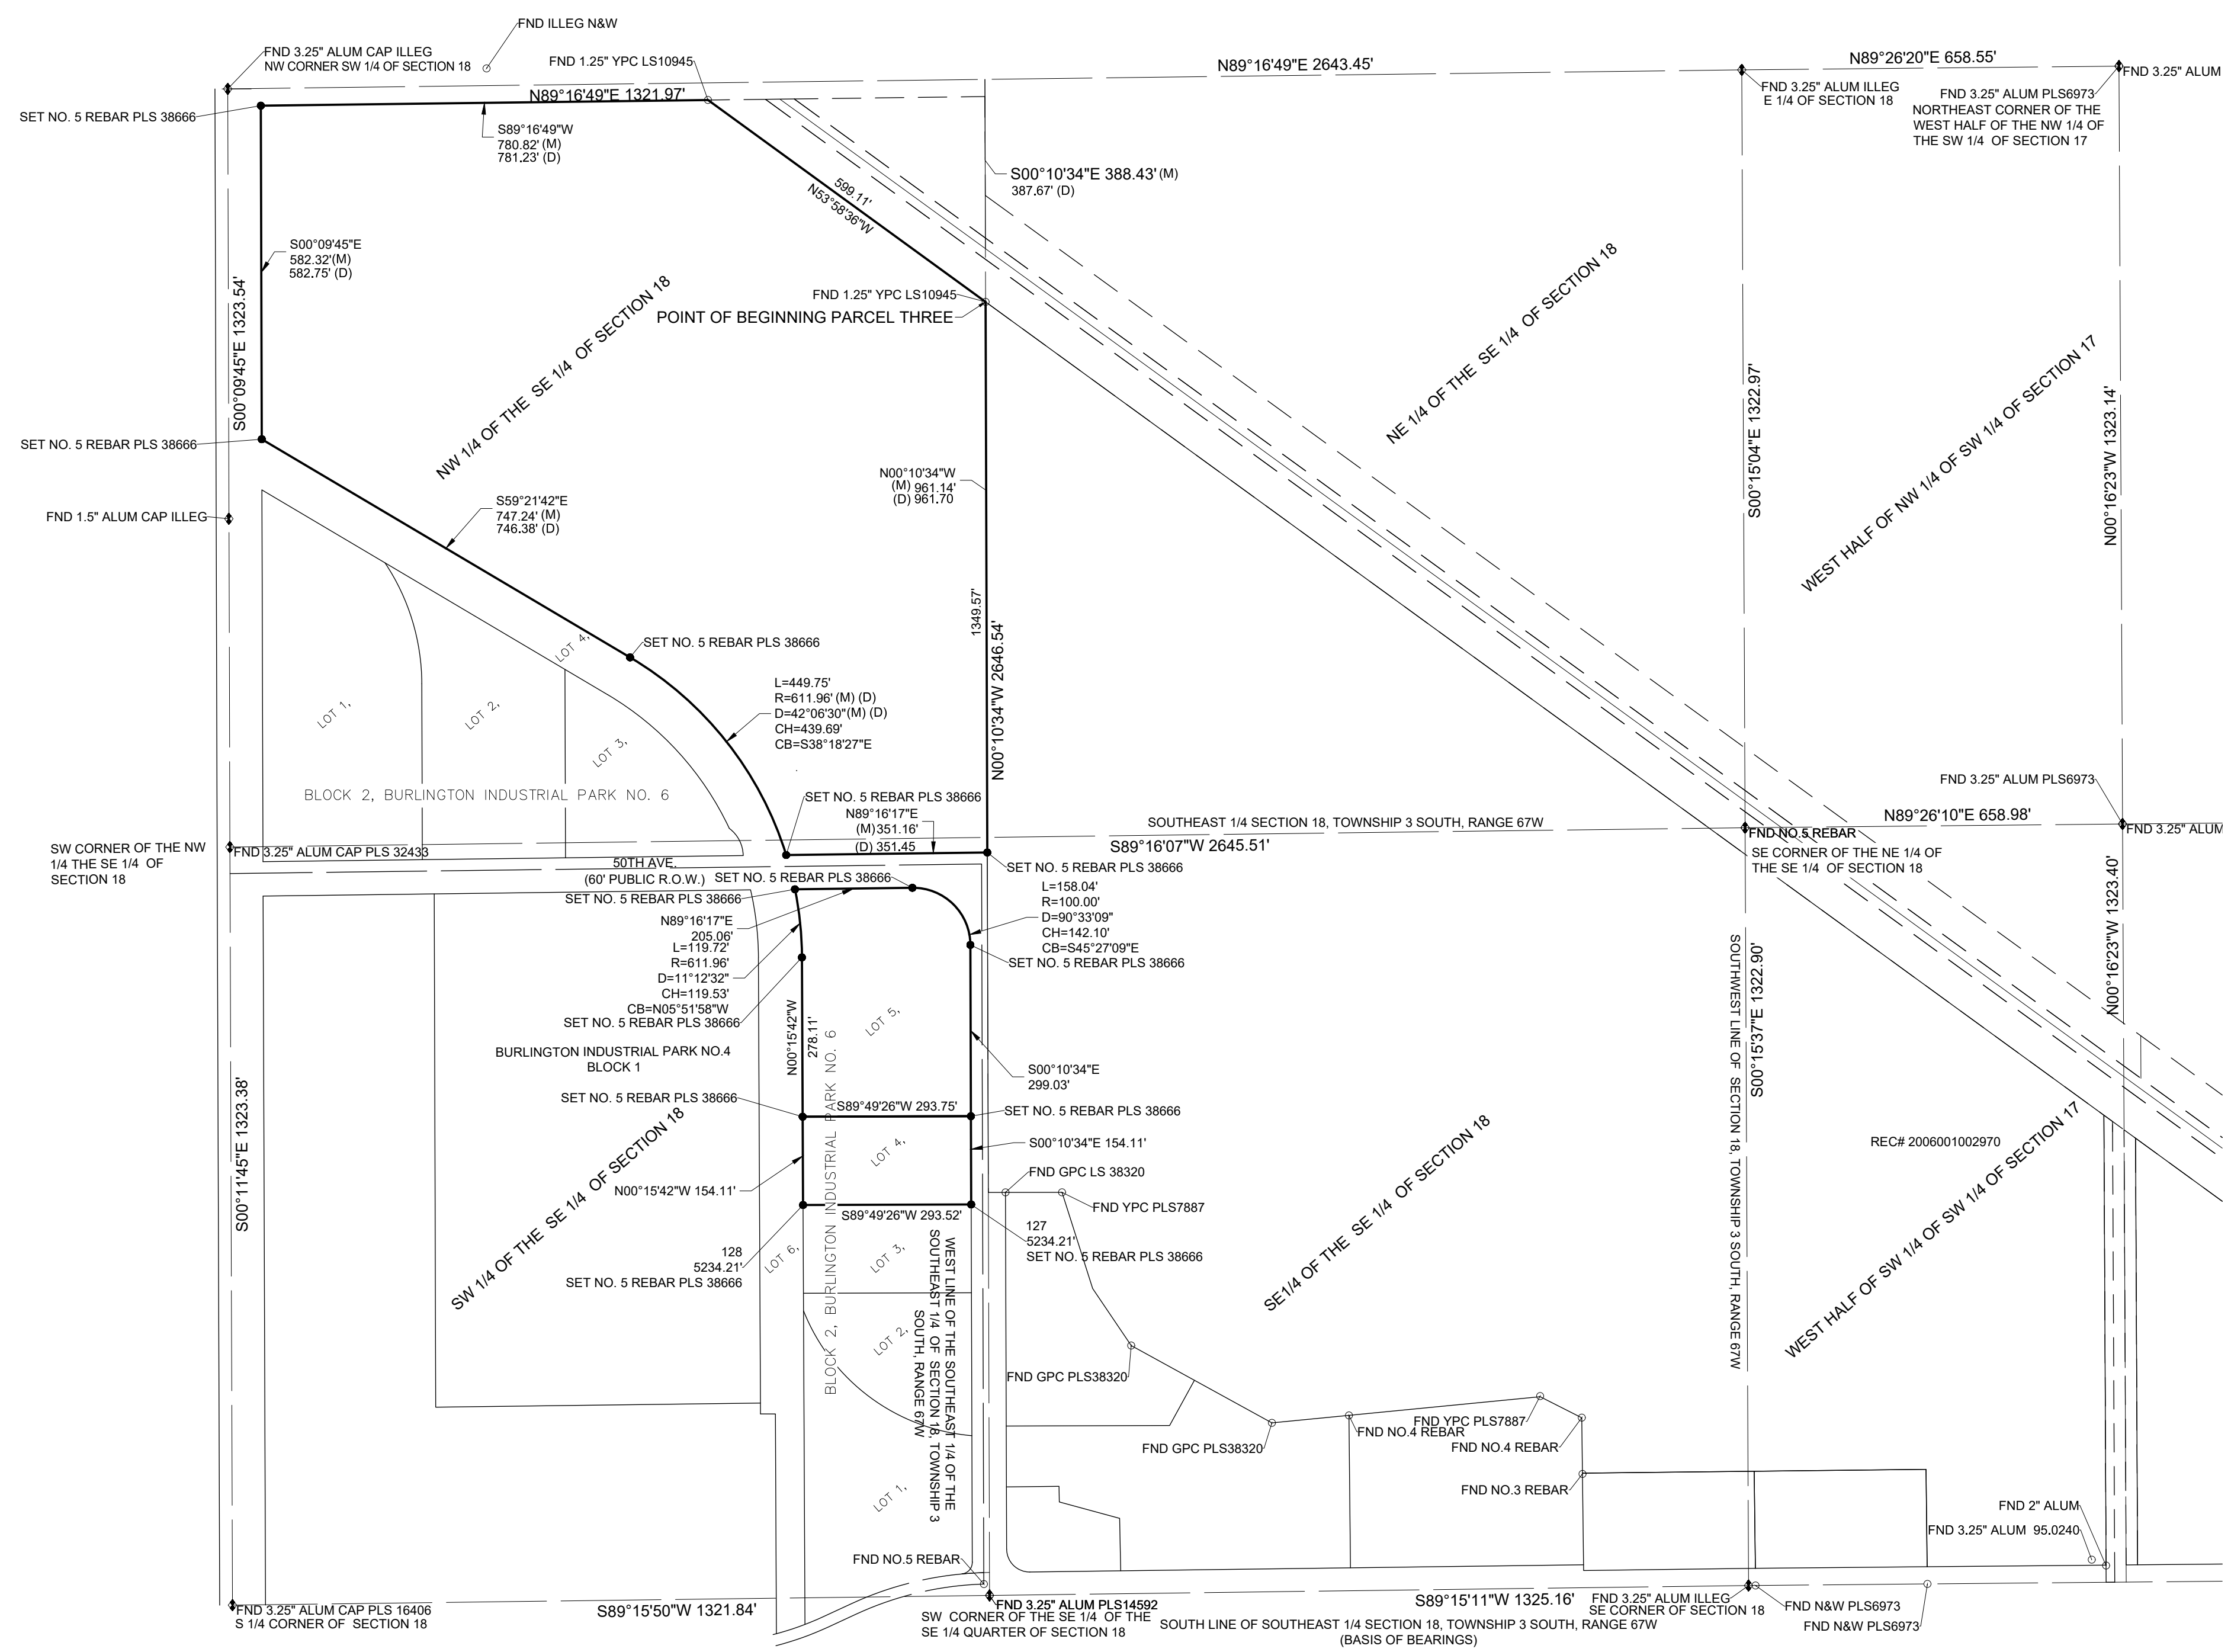 FND ILLEG N&W
FND 3.25" ALUM CAP ILLEG
NW CORNER SW 1/4 OF SECTION 18
FND 1.25" YPC LS10945
N89°16'49"E 2643.45'
N89°26'20"E 658.55'
FND 3.25" ALUM
FND 3.25" ALUM ILLEG
E 1/4 OF SECTION 18
FND 3.25" ALUM PLS6973
NORTHEAST CORNER OF THE
WEST HALF OF THE NW 1/4 OF
THE SW 1/4 OF SECTION 17
SET NO. 5 REBAR PLS 38666
N89°16'49"E 1321.97'
S89°16'49"W
780.82' (M)
781.23' (D)
S00°10'34"E 388.43' (M)
387.67' (D)
599.11'
N53°58'36"W
S00°09'45"E
582.32'(M)
582.75' (D)
S00°09'45"E 1323.54'
NW 1/4 OF THE SE 1/4 OF SECTION 18
FND 1.25" YPC LS10945
POINT OF BEGINNING PARCEL THREE
NE 1/4 OF THE SE 1/4 OF SECTION 18
S00°15'04"E 1322.97'
WEST HALF OF NW 1/4 OF SW 1/4 OF SECTION 17
N00°16'23"W 1323.14'
SET NO. 5 REBAR PLS 38666
N00°10'34"W
(M) 961.14'
(D) 961.70
FND 1.5" ALUM CAP ILLEG
S59°21'42"E
747.24' (M)
746.38' (D)
1349.57'
N00°10'34"W 2646.54'
SET NO. 5 REBAR PLS 38666
LOT 4,
LOT 1,
LOT 2,
LOT 3,
L=449.75'
R=611.96' (M) (D)
D=42°06'30"(M) (D)
CH=439.69'
CB=S38°18'27"E
BLOCK 2, BURLINGTON INDUSTRIAL PARK NO. 6
SET NO. 5 REBAR PLS 38666
N89°16'17"E
(M)351.16'
(D) 351.45
SOUTHEAST 1/4 SECTION 18, TOWNSHIP 3 SOUTH, RANGE 67W
S89°16'07"W 2645.51'
FND 3.25" ALUM PLS6973
N89°26'10"E 658.98'
FND 3.25" ALUM
FND NO.5 REBAR
SE CORNER OF THE NE 1/4 OF
THE SE 1/4 OF SECTION 18
SW CORNER OF THE NW
1/4 THE SE 1/4 OF
SECTION 18
FND 3.25" ALUM CAP PLS 32433
50TH AVE.
(60' PUBLIC R.O.W.)
SET NO. 5 REBAR PLS 38666
SET NO. 5 REBAR PLS 38666
SET NO. 5 REBAR PLS 38666
L=158.04'
R=100.00'
D=90°33'09"
CH=142.10'
CB=S45°27'09"E
SET NO. 5 REBAR PLS 38666
N89°16'17"E
205.06'
L=119.72'
R=611.96'
D=11°12'32"
CH=119.53'
CB=N05°51'58"W
SET NO. 5 REBAR PLS 38666
N00°15'42"W
278.11'
LOT 5,
BURLINGTON INDUSTRIAL PARK NO.4
BLOCK 1
S00°10'34"E
299.03'
SET NO. 5 REBAR PLS 38666
S89°49'26"W 293.75'
SET NO. 5 REBAR PLS 38666
S00°10'34"E 154.11'
LOT 4,
BLOCK 2, BURLINGTON INDUSTRIAL PARK NO. 6
N00°15'42"W 154.11'
S89°49'26"W 293.52'
S00°11'45"E 1323.38'
SW 1/4 OF THE SE 1/4 OF SECTION 18
128
5234.21'
SET NO. 5 REBAR PLS 38666
127
5234.21'
SET NO. 5 REBAR PLS 38666
LOT 6,
LOT 3,
LOT 2,
LOT 1,
WEST LINE OF THE SOUTHEAST 1/4 OF THE
SOUTHEAST 1/4 OF SECTION 18, TOWNSHIP 3
SOUTH, RANGE 67W
FND GPC LS 38320
FND YPC PLS7887
SE1/4 OF THE SE 1/4 OF SECTION 18
SOUTHWEST LINE OF SECTION 18, TOWNSHIP 3 SOUTH, RANGE 67W
S00°15'37"E 1322.90'
N00°16'23"W 1323.40'
REC# 2006001002970
WEST HALF OF SW 1/4 OF SW 1/4 OF SECTION 17
FND GPC PLS38320
FND GPC PLS38320
FND YPC PLS7887
FND NO.4 REBAR
FND NO.4 REBAR
FND NO.3 REBAR
FND 2" ALUM
FND 3.25" ALUM 95.0240
FND NO.5 REBAR
FND 3.25" ALUM CAP PLS 16406
S 1/4 CORNER OF SECTION 18
S89°15'50"W 1321.84'
FND 3.25" ALUM PLS14592
SW CORNER OF THE SE 1/4 OF THE
SE 1/4 QUARTER OF SECTION 18
S89°15'11"W 1325.16'
SOUTH LINE OF SOUTHEAST 1/4 SECTION 18, TOWNSHIP 3 SOUTH, RANGE 67W
(BASIS OF BEARINGS)
FND 3.25" ALUM ILLEG
SE CORNER OF SECTION 18
FND N&W PLS6973
FND N&W PLS6973